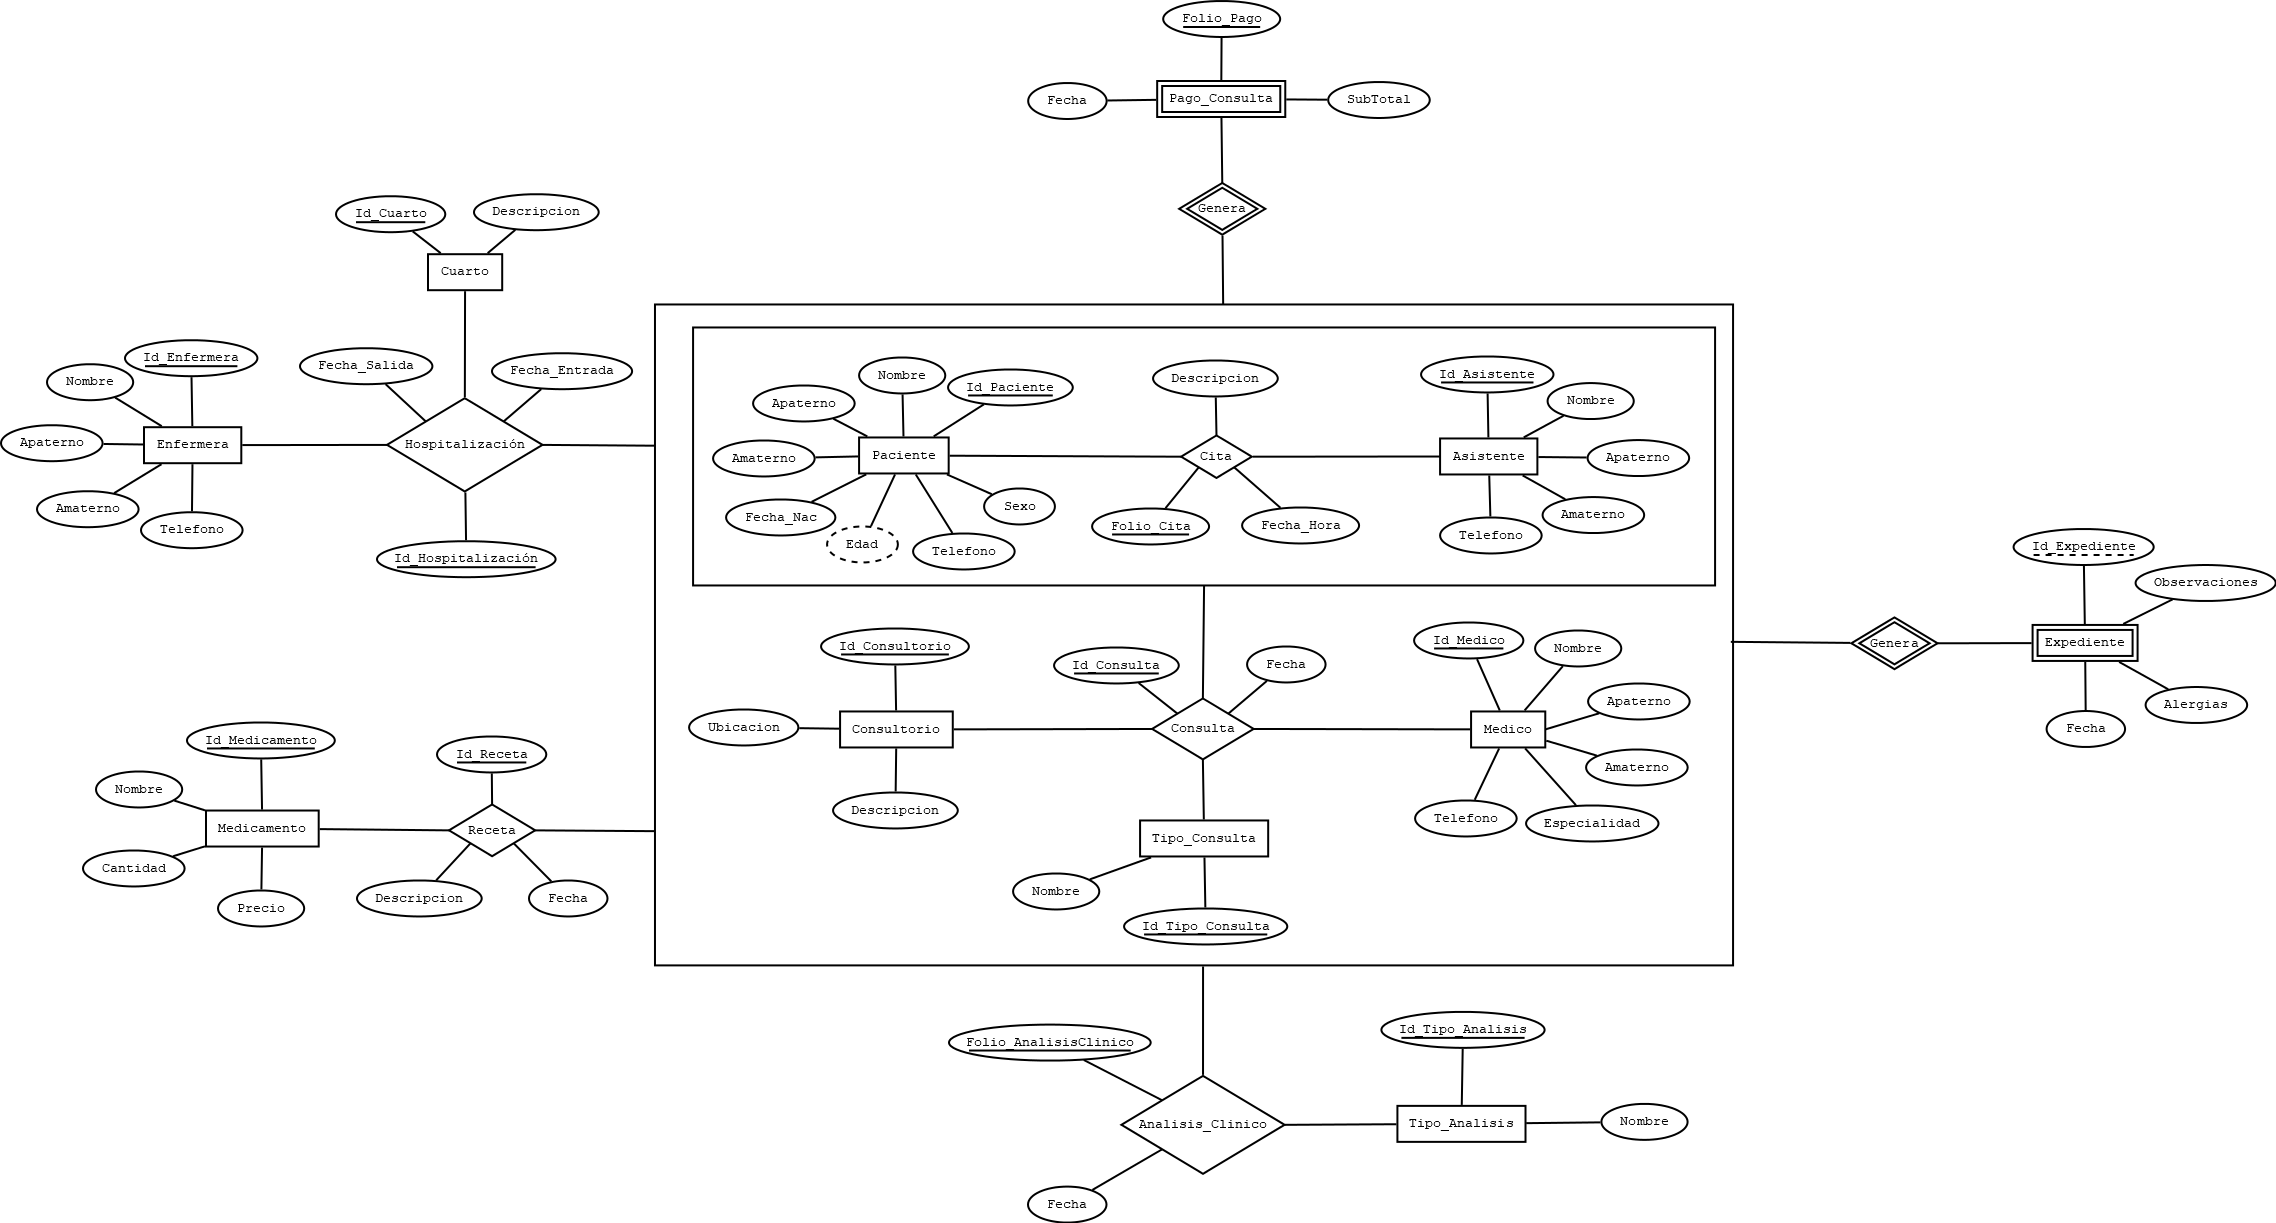 Folio_Pago
Fecha
Pago_Consulta
SubTotal
Genera
Id_Cuarto
Descripcion
Cuarto
Id_Enfermera
Nombre
Apaterno
Enfermera
Amaterno
Telefono
Fecha_Salida
Fecha_Entrada
Hospitalización
Id_Hospitalización
Nombre
Id_Paciente
Apaterno
Amaterno
Paciente
Fecha_Nac
Edad
Telefono
Sexo
Descripcion
Cita
Folio_Cita
Fecha_Hora
Id_Asistente
Nombre
Asistente
Apaterno
Amaterno
Telefono
Id_Expediente
Observaciones
Genera
Expediente
Alergias
Fecha
Id_Consultorio
Ubicacion
Consultorio
Descripcion
Id_Consulta
Fecha
Consulta
Id_Medico
Nombre
Apaterno
Medico
Amaterno
Telefono
Especialidad
Tipo_Consulta
Nombre
Id_Tipo_Consulta
Id_Medicamento
Nombre
Medicamento
Cantidad
Precio
Id_Receta
Receta
Descripcion
Fecha
Folio_AnalisisClinico
Id_Tipo_Analisis
Analisis_Clinico
Tipo_Analisis
Nombre
Fecha